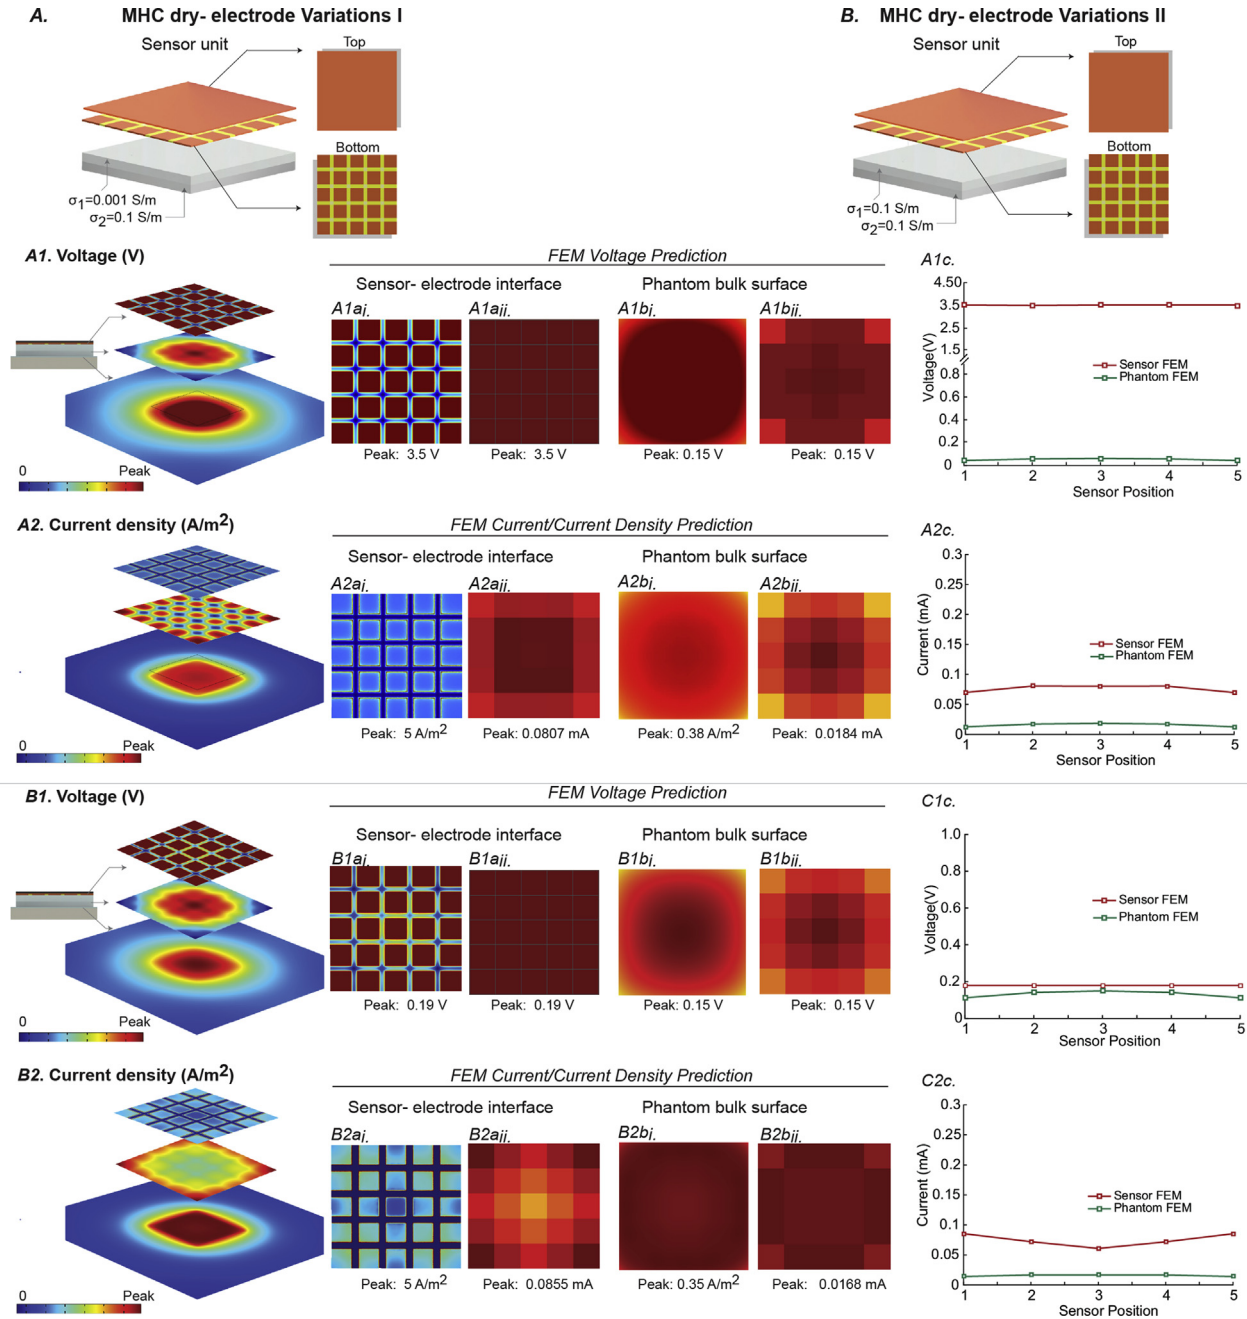 A. MHC dry- electrode Variations I
B. MHC dry- electrode Variations II
Sensor unit
Top
Bottom
σ1=0.001 S/m
σ2=0.1 S/m
Sensor unit
Top
Bottom
σ1=0.1 S/m
σ2=0.1 S/m
A1. Voltage (V)
0 Peak
FEM Voltage Prediction
Sensor- electrode interface
Phantom bulk surface
A1ai. A1aii. A1bi. A1bii.
Peak: 3.5 V Peak: 3.5 V Peak: 0.15 V Peak: 0.15 V
A1c.
4.50
3.5
2.5
1.5
0.8
0.6
0.4
0.2
0
Voltage(V)
Sensor FEM
Phantom FEM
1 2 3 4 5
Sensor Position
A2. Current density (A/m2)
0 Peak
FEM Current/Current Density Prediction
Sensor- electrode interface
Phantom bulk surface
A2ai. A2aii. A2bi. A2bii.
Peak: 5 A/m2 Peak: 0.0807 mA Peak: 0.38 A/m2 Peak: 0.0184 mA
A2c.
0.3
0.25
0.2
0.15
0.1
0.05
0
Current (mA)
Sensor FEM
Phantom FEM
1 2 3 4 5
Sensor Position
B1. Voltage (V)
0 Peak
FEM Voltage Prediction
Sensor- electrode interface
Phantom bulk surface
B1ai. B1aii. B1bi. B1bii.
Peak: 0.19 V Peak: 0.19 V Peak: 0.15 V Peak: 0.15 V
C1c.
1.0
0.8
0.6
0.4
0.2
0
Voltage(V)
Sensor FEM
Phantom FEM
1 2 3 4 5
Sensor Position
B2. Current density (A/m2)
0 Peak
FEM Current/Current Density Prediction
Sensor- electrode interface
Phantom bulk surface
B2ai. B2aii. B2bi. B2bii.
Peak: 5 A/m2 Peak: 0.0855 mA Peak: 0.35 A/m2 Peak: 0.0168 mA
C2c.
0.3
0.25
0.2
0.15
0.1
0.05
0
Current (mA)
Sensor FEM
Phantom FEM
1 2 3 4 5
Sensor Position